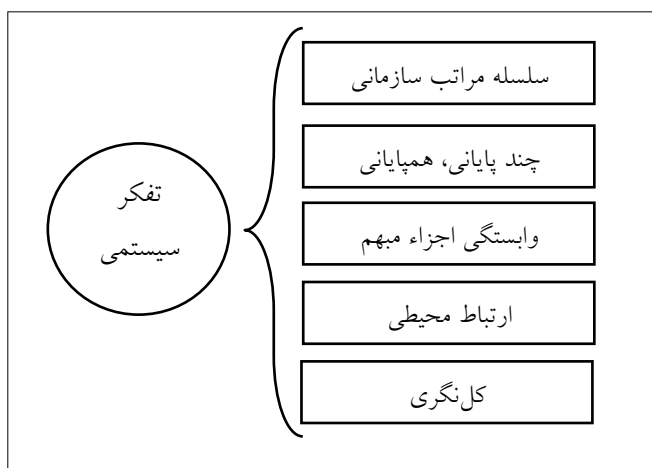 تفکر
سیستمی
سلسله مراتب سازمانی
چند پایانی، همپایانی
وابستگی اجزاء مبهم
ارتباط محیطی
کل‌نگری